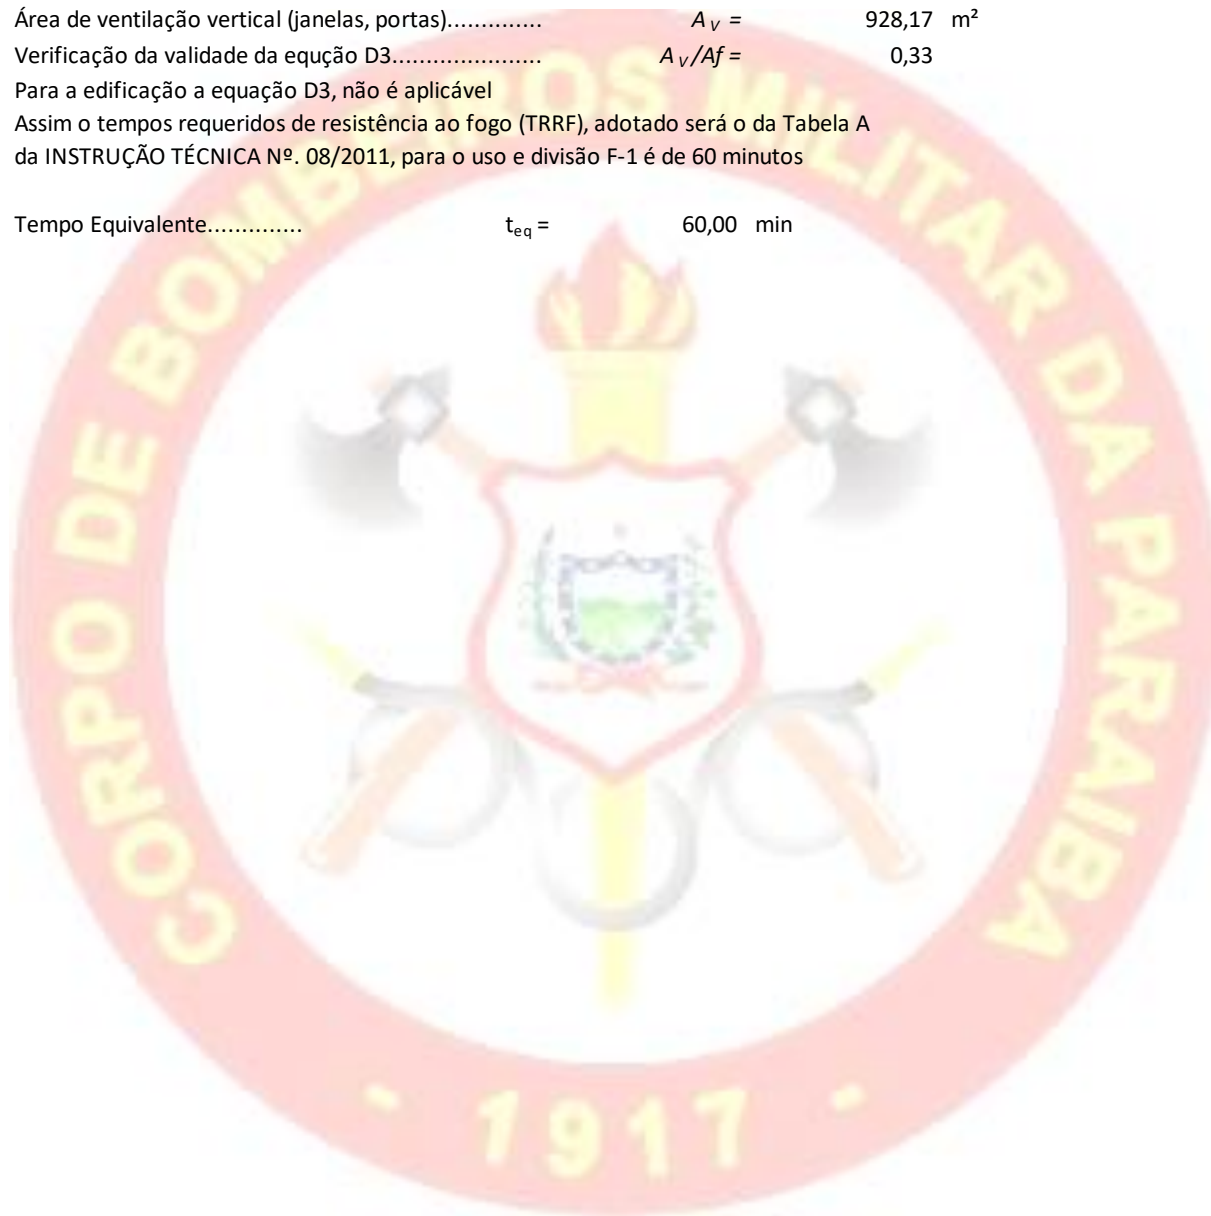 Área de ventilação vertical (janelas, portas).............. A V = 928,17 m²
Verificação da validade da equção D3...................... A V/Af = 0,33
Para a edificação a equação D3, não é aplicável
Assim o tempos requeridos de resistência ao fogo (TRRF), adotado será o da Tabela A
da INSTRUÇÃO TÉCNICA Nº. 08/2011, para o uso e divisão F-1 é de 60 minutos
Tempo Equivalente.............. teq = 60,00 min
CORPO DE BOMBEIROS MILITAR DA PARAIBA
- 1917 -